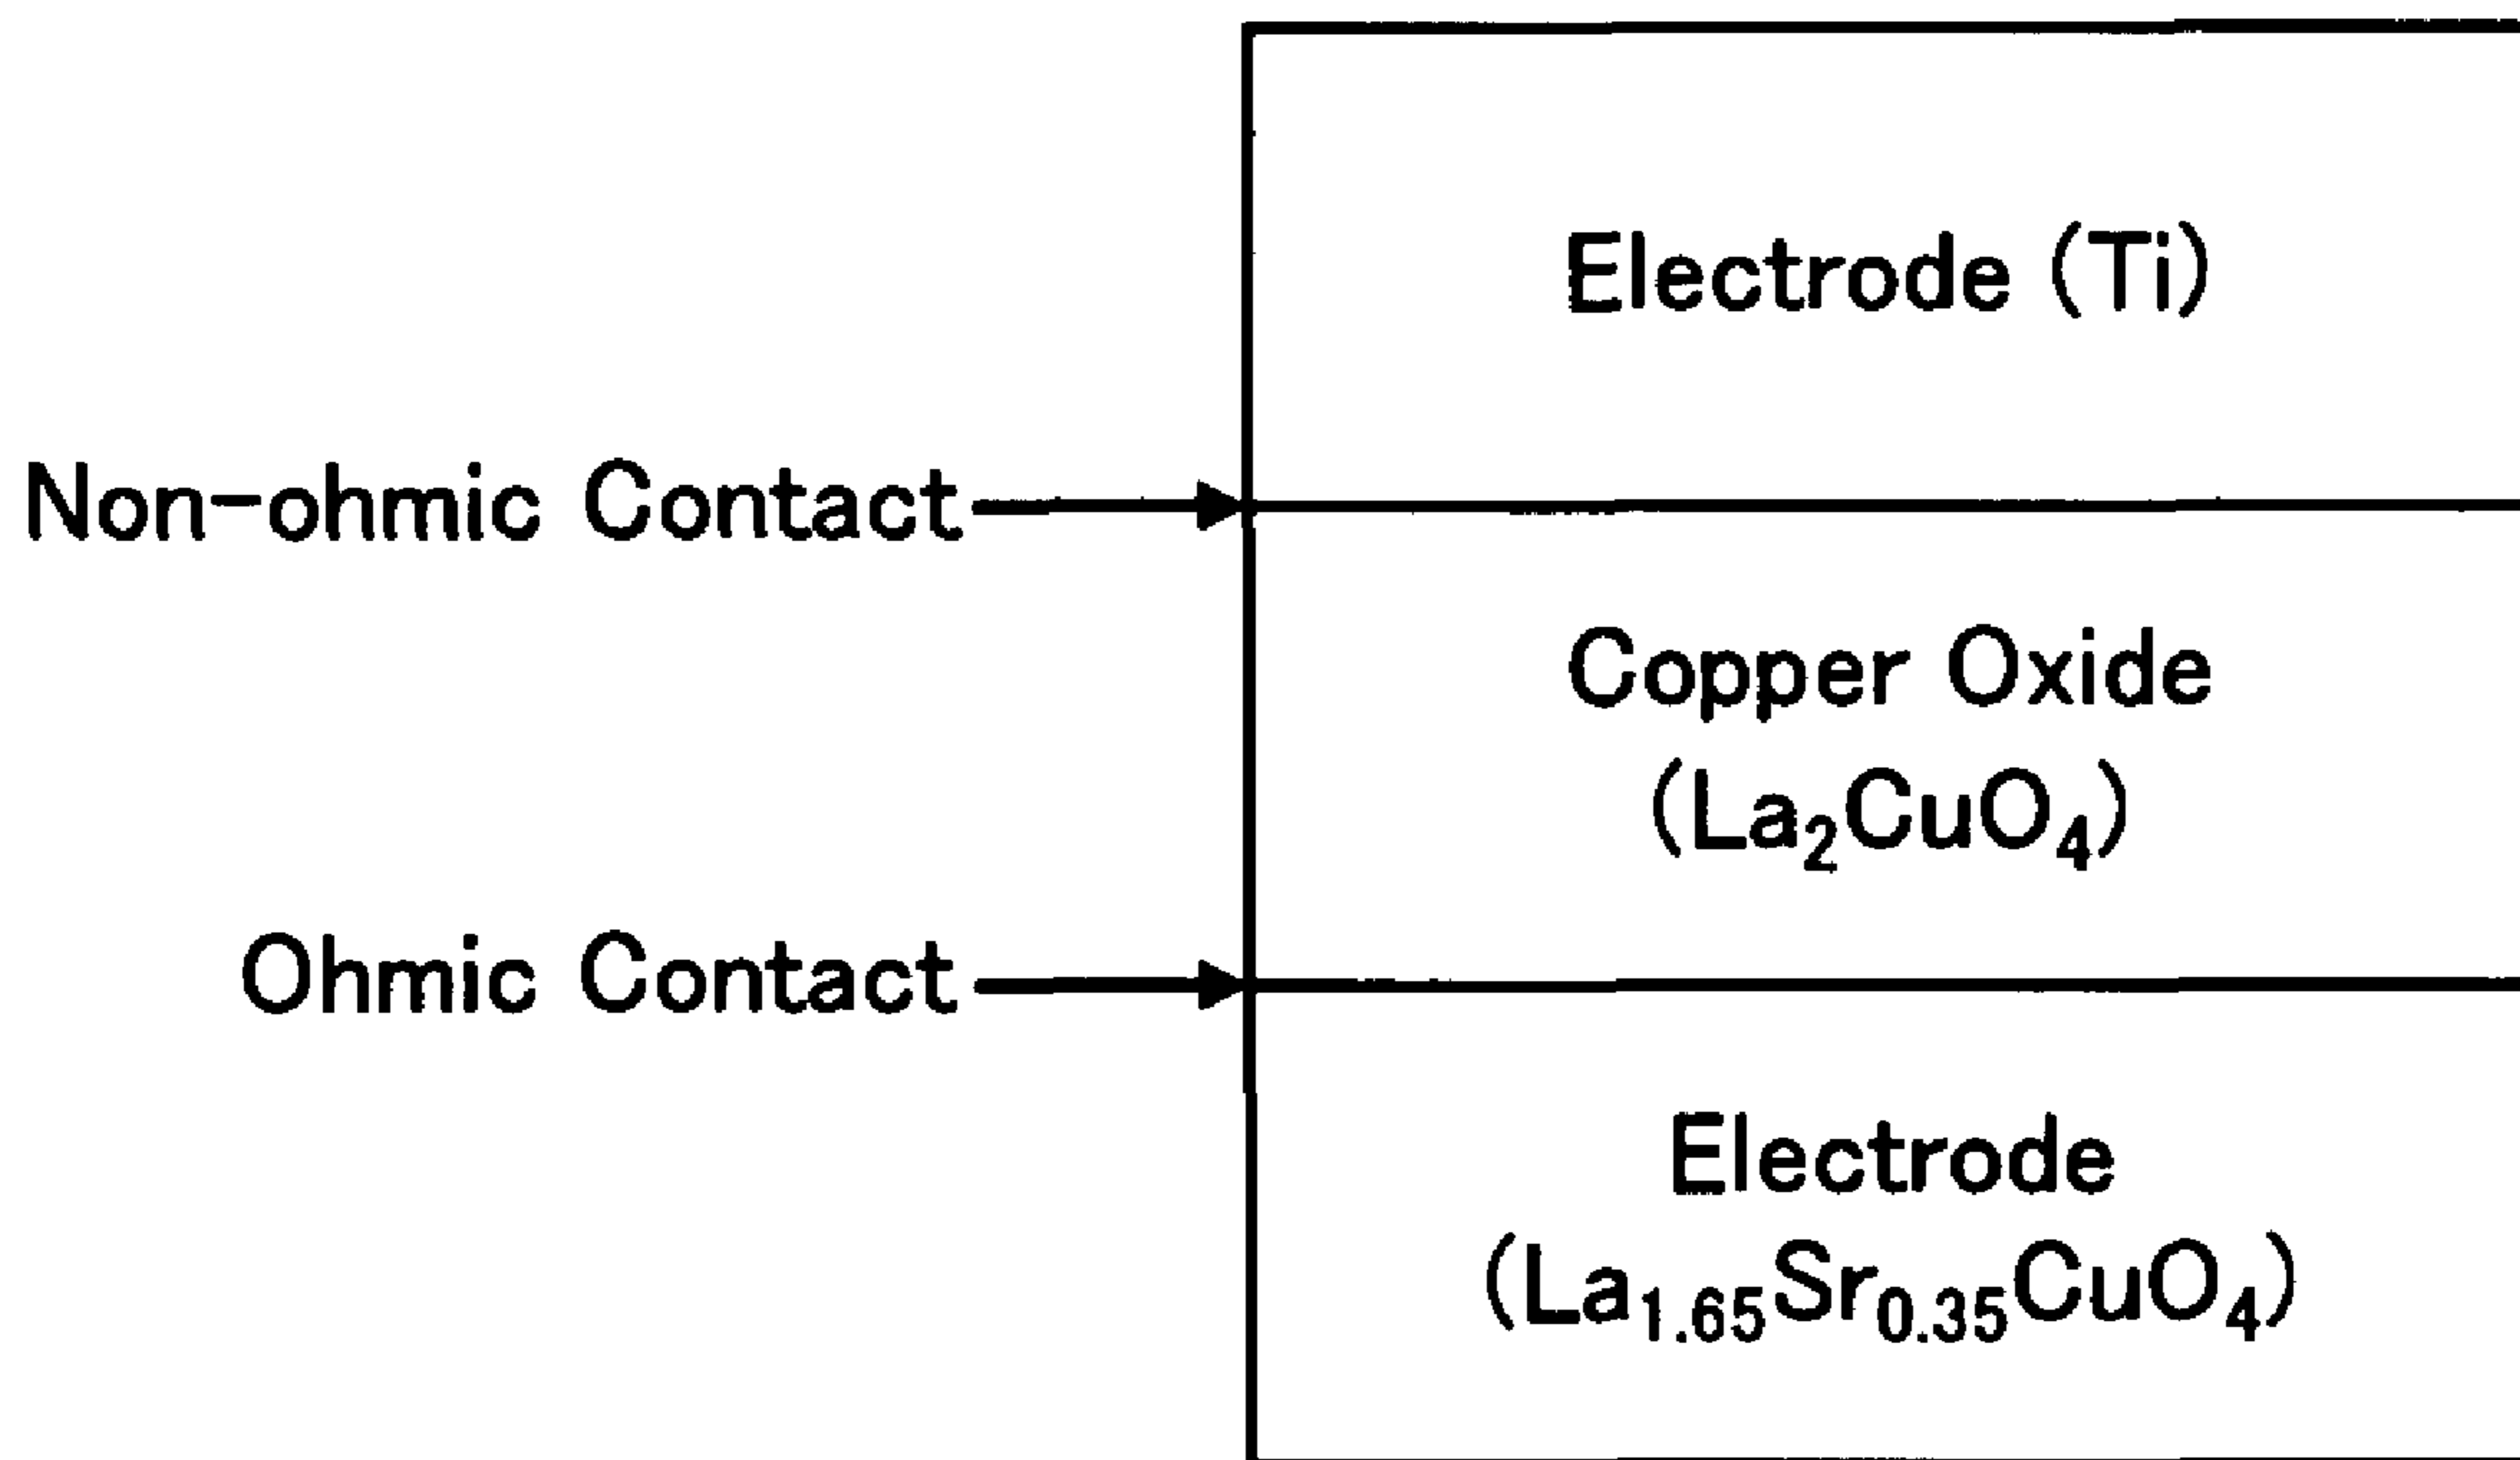 Electrode (Ti)
Non-ohmic Contact
Copper Oxide
(La₂CuO₄)
Ohmic Contact
Electrode
(La₁.₆₅Sr₀.₃₅CuO₄)